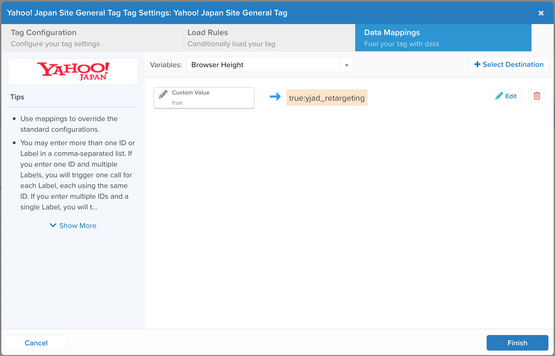 Yahoo! Japan Site General Tag Tag Settings: Yahoo! Japan Site General Tag
Tag Configuration
Configure your tag settings
Load Rules
Conditionally load your tag
Data Mappings
Fuel your tag with data
YAHOO!
JAPAN
Variables:
Browser Height
Select Destination
Tips
Use mappings to override the
standard configurations.
You may enter more than one ID or
Label in a comma-separated list. If
you enter one ID and multiple
Labels, you will trigger one call for
each Label, each using the same
ID. If you enter multiple IDs and a
single Label, you will t...
Show More
Custom Value
true
true:yjad_retargeting
Edit
Cancel
Finish